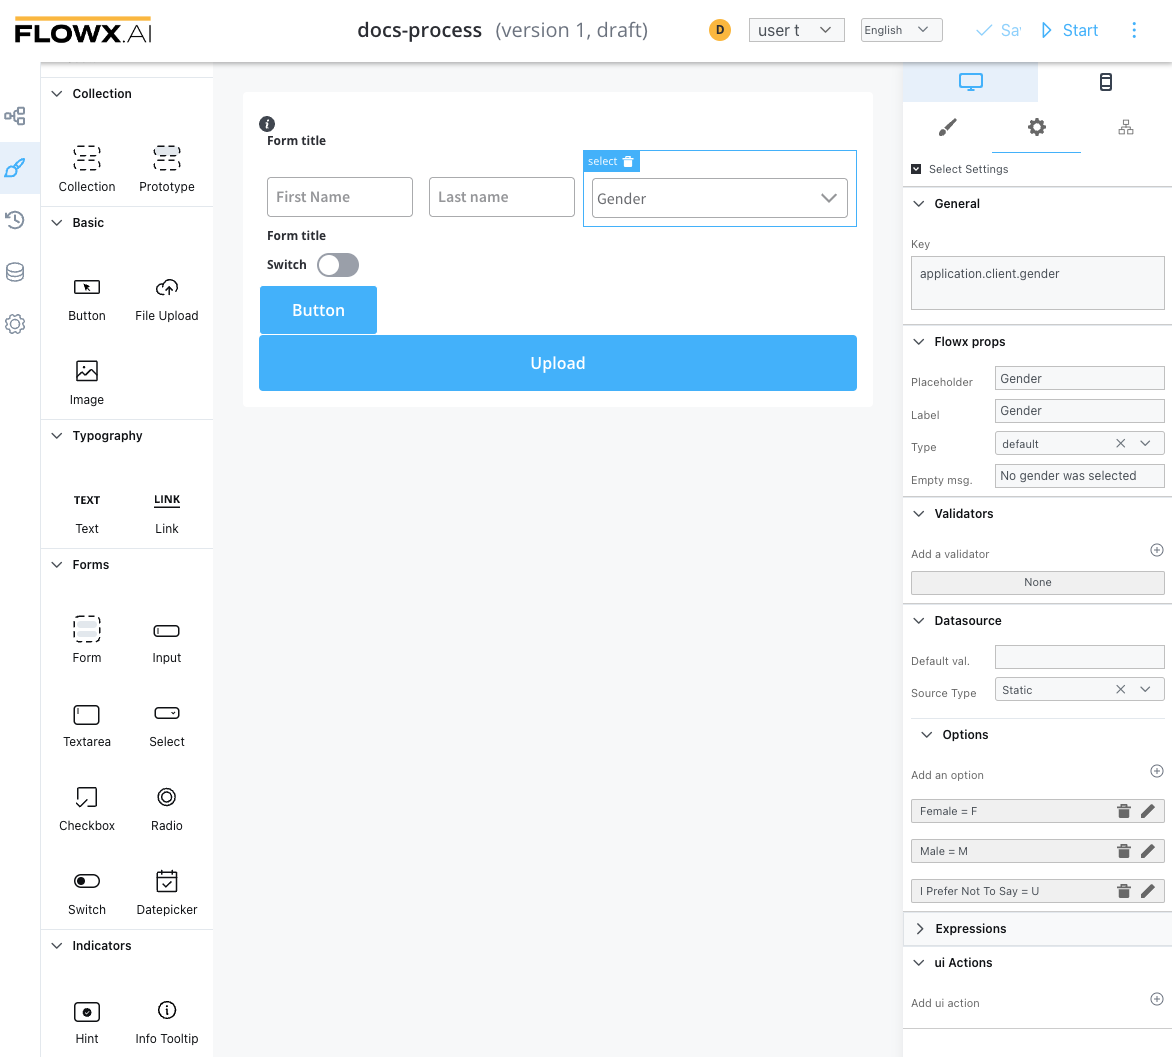 FLOWX.AI
docs-process (version 1, draft)
D
user t
English
Start
Collection
Collection Prototype
Basic
Button File Upload
Image
Typography
TEXT LINK
Text Link
Forms
Form Input
Textarea Select
Checkbox Radio
Switch Datepicker
Indicators
Hint Info Tooltip
i
Form title
First Name
Last name
select
Gender
Form title
Switch
Button
Upload
Select Settings
General
Key
application.client.gender
Flowx props
Placeholder Gender
Label Gender
Type default
Empty msg. No gender was selected
Validators
Add a validator
None
Datasource
Default val.
Source Type Static
Options
Add an option
Female = F
Male = M
I Prefer Not To Say = U
Expressions
ui Actions
Add ui action